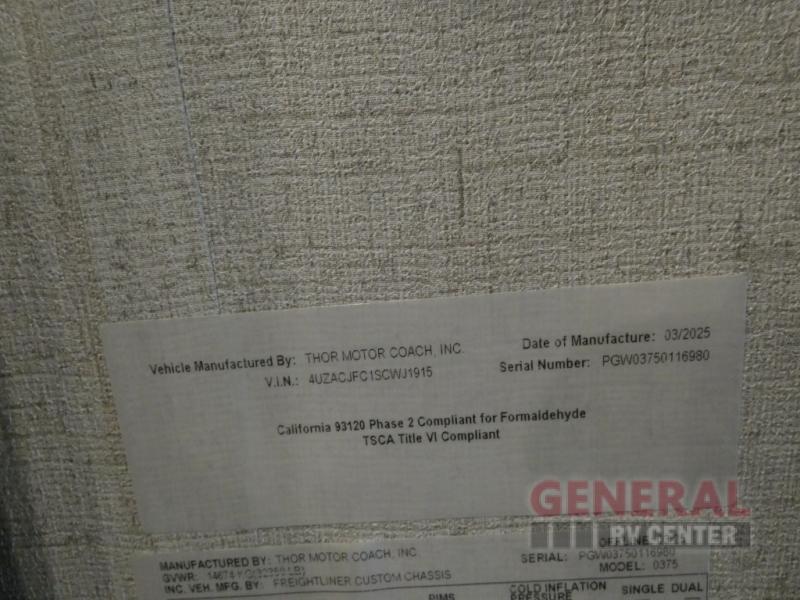 Vehicle Manufactured By: THOR MOTOR COACH, INC. Date of Manufacture: 03/2025
V.I.N.: 4UZACJFC1SCWJ1915 Serial Number: PGW03750116980
California 93120 Phase 2 Compliant for Formaldehyde
TSCA Title VI Compliant
GENERAL
RV CENTER
MANUFACTURED BY: THOR MOTOR COACH, INC
SERIAL: PGW03750116980
GVWR:
MODEL: 0375
INC. VEH. MFG. BY: FREIGHTLINER CUSTOM CHASSIS
RIMS COLD INFLATION SINGLE DUAL
PRESSURE